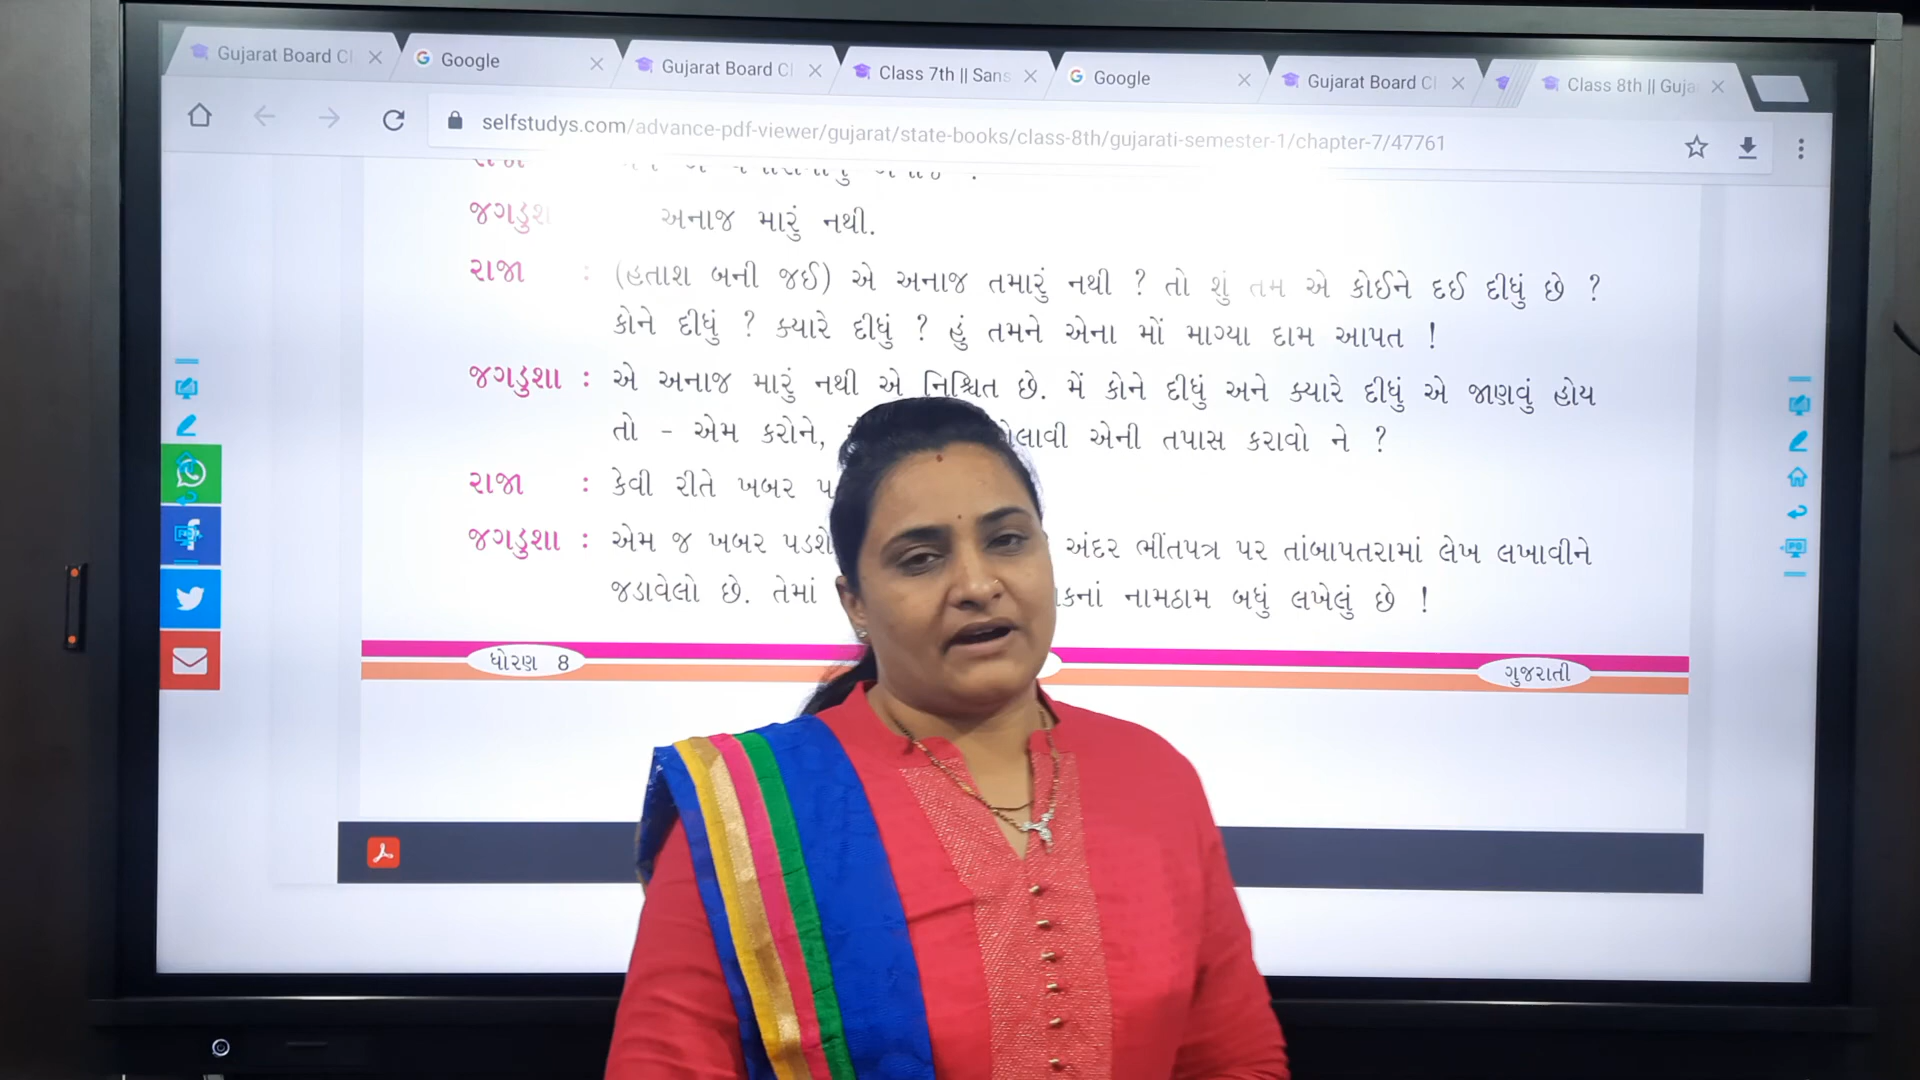 Gujarat Board Cl
Google
Gujarat Board Cl
Class 7th || Sans
Google
Gujarat Board Cl
Class 8th || Guja
selfstudys.com/advance-pdf-viewer/gujarat/state-books/class-8th/gujarati-semester-1/chapter-7/47761
જગડુશા અનાજ મારું નથી.
રાજા : (હતાશ બની જઈ) એ અનાજ તમારું નથી ? તો શું તમે એ કોઈને દઈ દીધું છે ?
કોને દીધું ? ક્યારે દીધું ? હું તમને એના મોં માગ્યા દામ આપત !
જગડુશા : એ અનાજ મારું નથી એ નિશ્ચિત છે. મેં કોને દીધું અને ક્યારે દીધું એ જાણવું હોય
તો - એમ કરોને, એની તપાસ કરાવો ને ?
રાજા : કેવી રીતે ખબર
જગડુશા : એમ જ ખબર પડશે અંદર ભીંતપત્ર પર તાંબાપતરામાં લેખ લખાવીને
જડાવેલો છે. તેમાં નામઠામ બધું લખેલું છે !
ધોરણ 8
ગુજરાતી